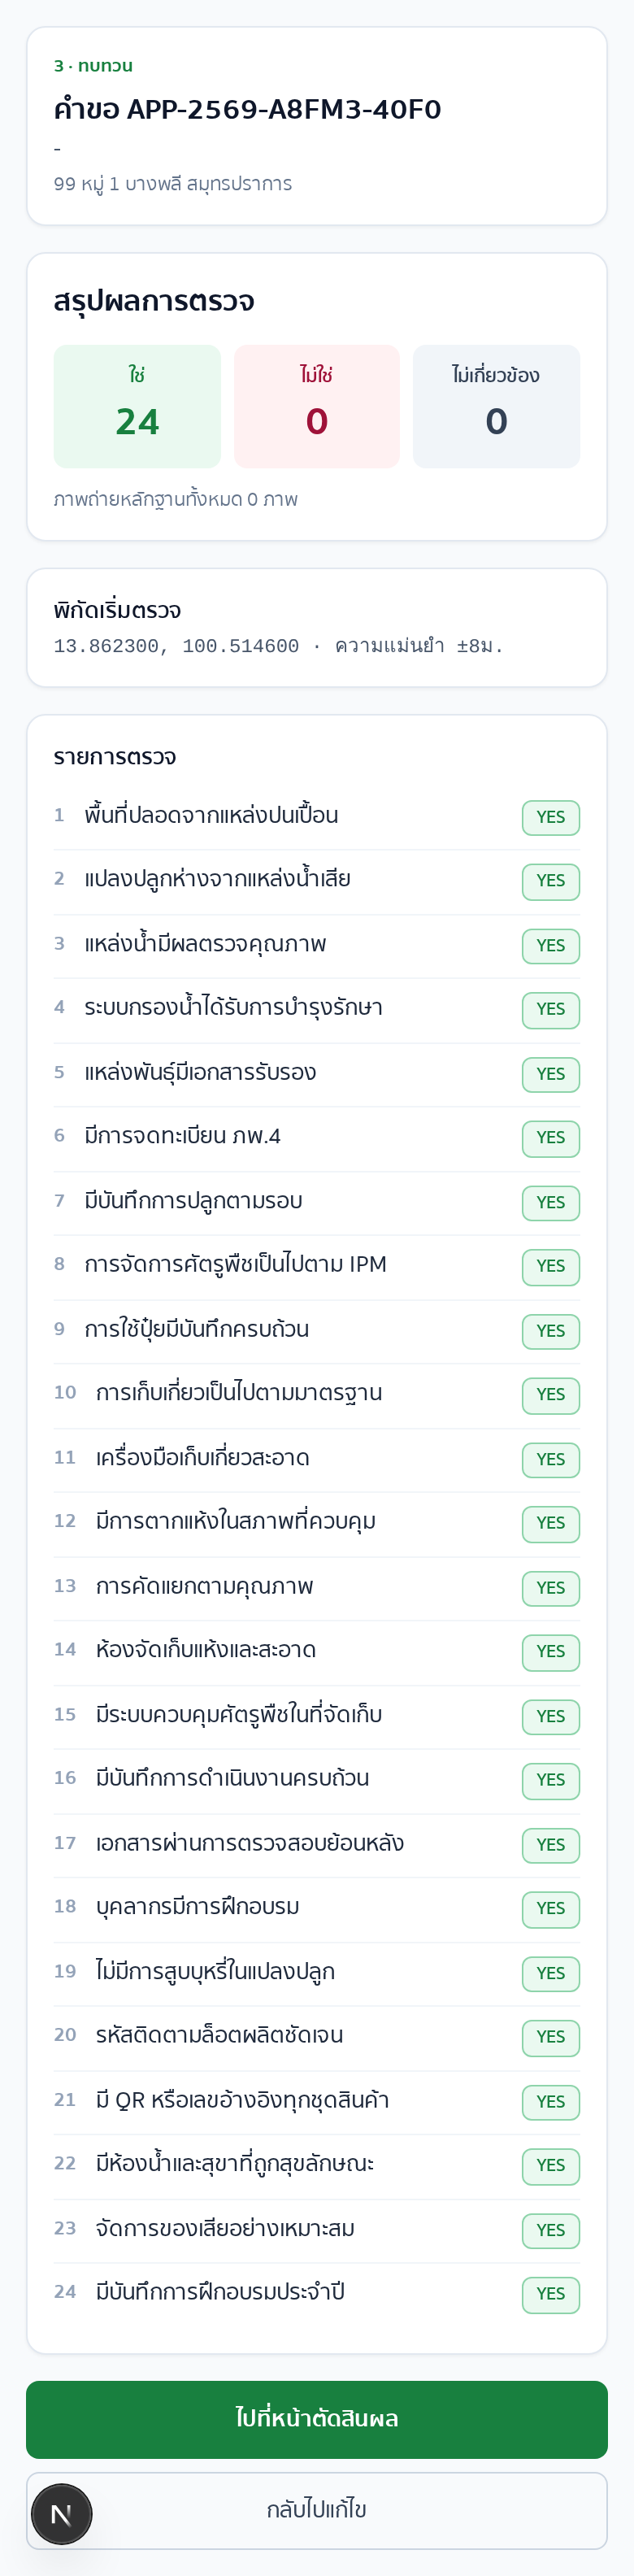 3 · ทบทวน
คำขอ APP-2569-A8FM3-40F0
-
99 หมู่ 1 บางพลี สมุทรปราการ
สรุปผลการตรวจ
ใช่ ไม่ใช่ ไม่เกี่ยวข้อง
24 0 0
ภาพถ่ายหลักฐานทั้งหมด 0 ภาพ
พิกัดเริ่มตรวจ
13.862300, 100.514600 · ความแม่นยำ ±8ม.
รายการตรวจ
1 พื้นที่ปลอดจากแหล่งปนเปื้อน YES
2 แปลงปลูกห่างจากแหล่งน้ำเสีย YES
3 แหล่งน้ำมีผลตรวจคุณภาพ YES
4 ระบบกรองน้ำได้รับการบำรุงรักษา YES
5 แหล่งพันธุ์มีเอกสารรับรอง YES
6 มีการจดทะเบียน ภพ.4 YES
7 มีบันทึกการปลูกตามรอบ YES
8 การจัดการศัตรูพืชเป็นไปตาม IPM YES
9 การใช้ปุ๋ยมีบันทึกครบถ้วน YES
10 การเก็บเกี่ยวเป็นไปตามมาตรฐาน YES
11 เครื่องมือเก็บเกี่ยวสะอาด YES
12 มีการตากแห้งในสภาพที่ควบคุม YES
13 การคัดแยกตามคุณภาพ YES
14 ห้องจัดเก็บแห้งและสะอาด YES
15 มีระบบควบคุมศัตรูพืชในที่จัดเก็บ YES
16 มีบันทึกการดำเนินงานครบถ้วน YES
17 เอกสารผ่านการตรวจสอบย้อนหลัง YES
18 บุคลากรมีการฝึกอบรม YES
19 ไม่มีการสูบบุหรี่ในแปลงปลูก YES
20 รหัสติดตามล็อตผลิตชัดเจน YES
21 มี QR หรือเลขอ้างอิงทุกชุดสินค้า YES
22 มีห้องน้ำและสุขาที่ถูกสุขลักษณะ YES
23 จัดการของเสียอย่างเหมาะสม YES
24 มีบันทึกการฝึกอบรมประจำปี YES
ไปที่หน้าตัดสินผล
N กลับไปแก้ไข